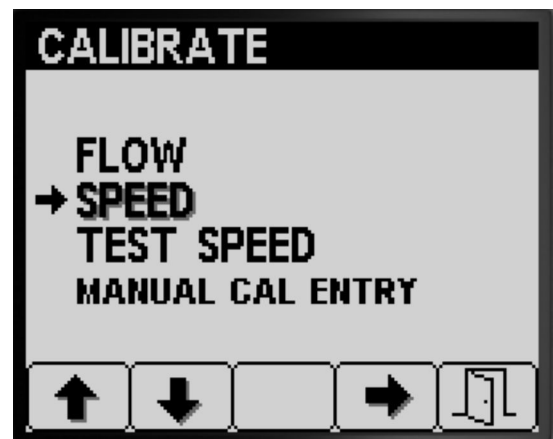 CALIBRATE
FLOW
SPEED
TEST SPEED
MANUAL CAL ENTRY